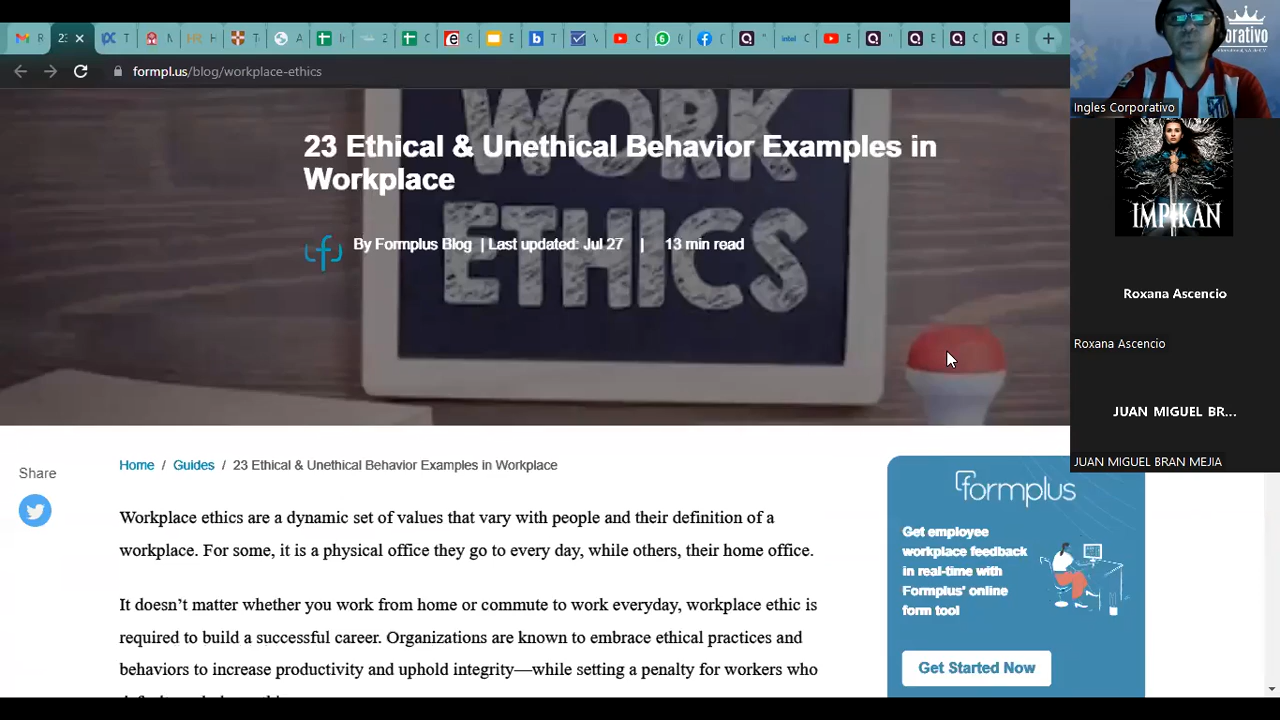 formpl.us/blog/workplace-ethics
WORK
ETHICS
23 Ethical & Unethical Behavior Examples in
Workplace
By Formplus Blog | Last updated: Jul 27 | 13 min read
Home / Guides / 23 Ethical & Unethical Behavior Examples in Workplace
Share
Workplace ethics are a dynamic set of values that vary with people and their definition of a
workplace. For some, it is a physical office they go to every day, while others, their home office.
It doesn't matter whether you work from home or commute to work everyday, workplace ethic is
required to build a successful career. Organizations are known to embrace ethical practices and
behaviors to increase productivity and uphold integrity—while setting a penalty for workers who
formplus
Get employee
workplace feedback
in real-time with
Formplus' online
form tool
Get Started Now
orativo
Ingles Corporativo
IMPIKAN
Roxana Ascencio
Roxana Ascencio
JUAN MIGUEL BR...
JUAN MIGUEL BRAN MEJIA